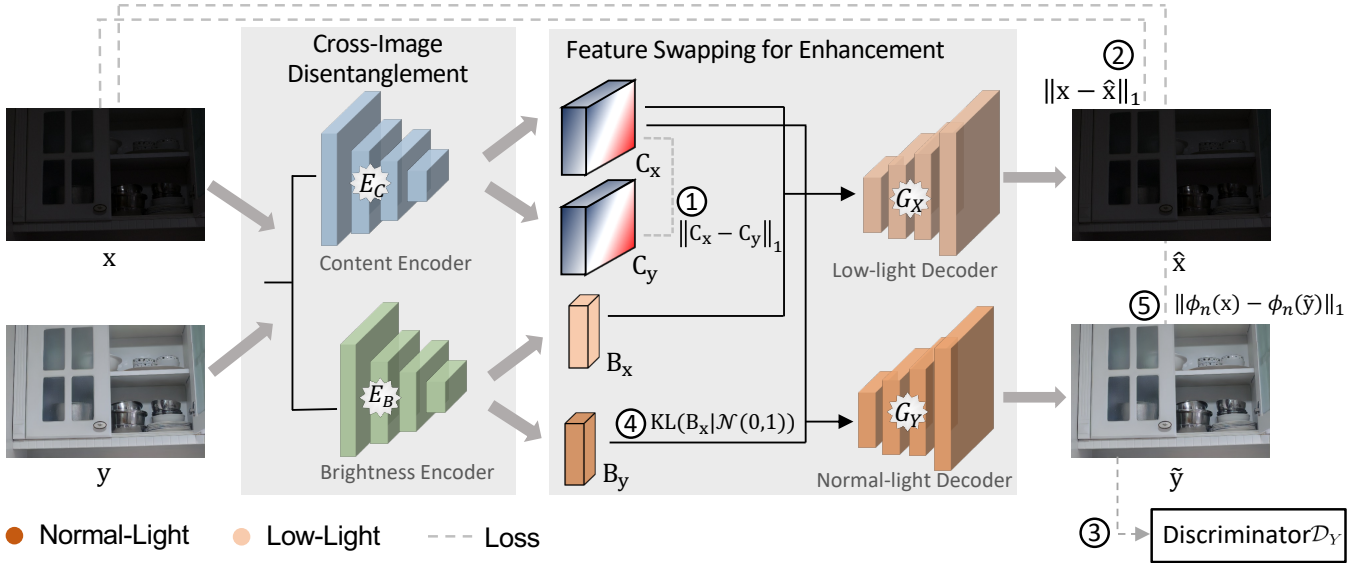 Cross-Image
Disentanglement
Feature Swapping for Enhancement
②
‖x − x̂‖₁
E_C
C_x
G_X
①
‖C_x − C_y‖₁
x
Content Encoder
C_y
Low-light Decoder
x̂
⑤ ‖ϕ_n(x) − ϕ_n(ỹ)‖₁
B_x
E_B
④ KL(B_x|𝒩(0,1))
G_Y
y
Brightness Encoder
B_y
Normal-light Decoder
ỹ
Normal-Light
Low-Light
Loss
③
Discriminator𝒟_Y